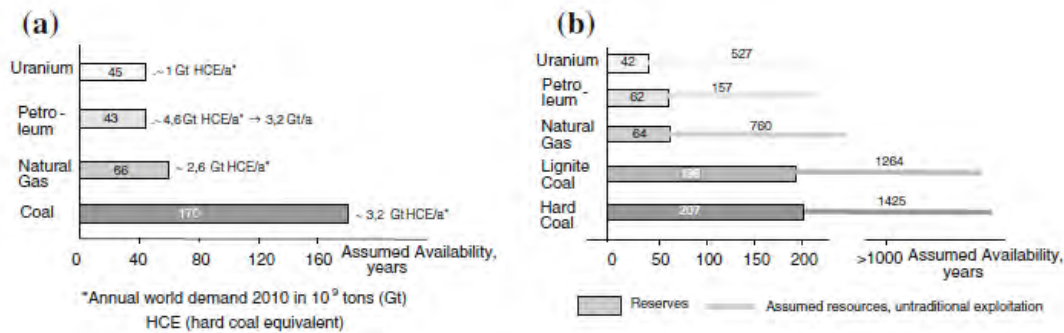 (a)
Uranium
45
~1 Gt HCE/a*
Petro-
leum
43
~4,6Gt HCE/a* → 3,2 Gt/a
Natural
Gas
66
~ 2,6 Gt HCE/a*
Coal
170
~ 3,2 Gt HCE/a*
0 40 80 120 160 Assumed Availability,
years
*Annual world demand 2010 in 10⁹ tons (Gt)
HCE (hard coal equivalent)
(b)
Uranium
42
527
Petro-
leum
62
157
Natural
Gas
64
760
Lignite
Coal
1264
Hard
Coal
207
1425
0 50 100 150 200 >1000 Assumed Availability,
years
Reserves
Assumed resources, untraditional exploitation